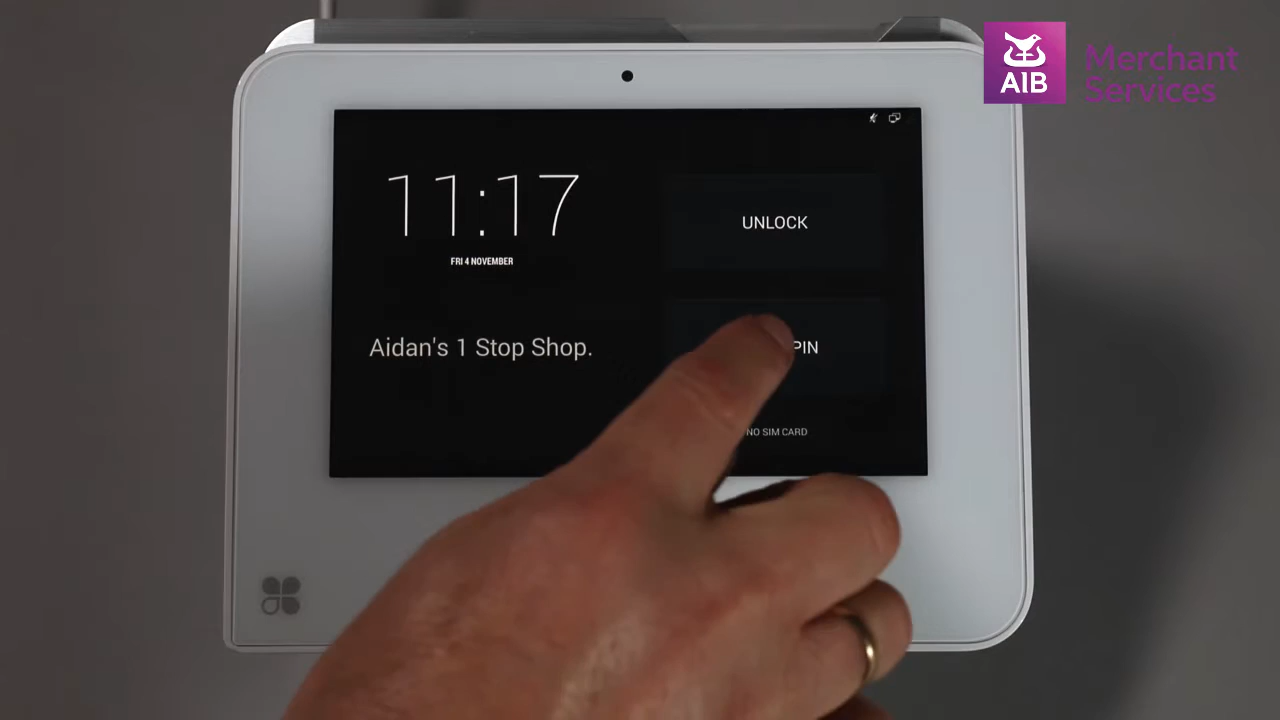 AIB
Merchant
Services
11:17
FRI 4 NOVEMBER
Aidan's 1 Stop Shop.
UNLOCK
PIN
NO SIM CARD